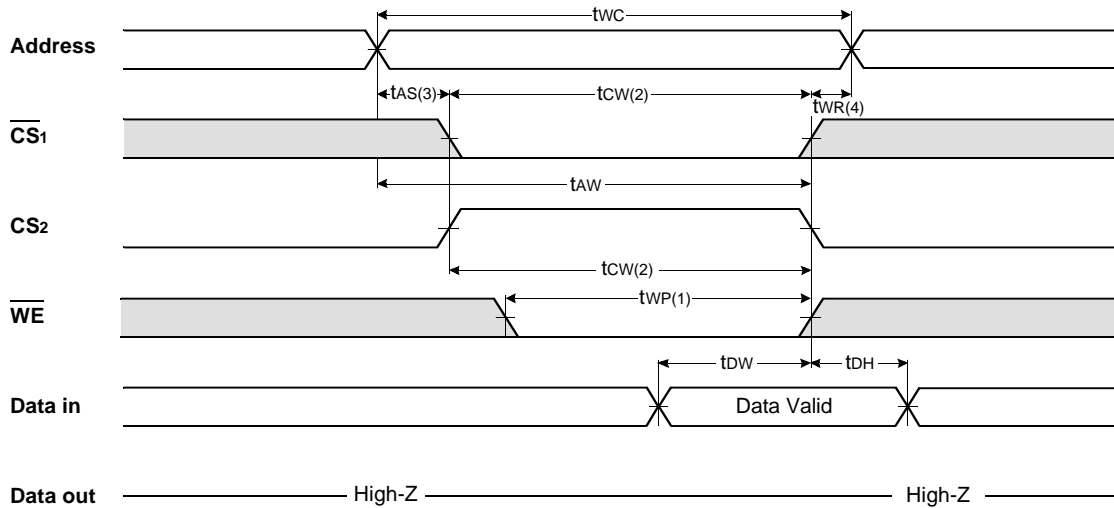 tWC
Address
tAS(3)
tCW(2)
tWR(4)
CS1
tAW
CS2
tCW(2)
tWP(1)
WE
tDW
tDH
Data in
Data Valid
Data out
High-Z
High-Z